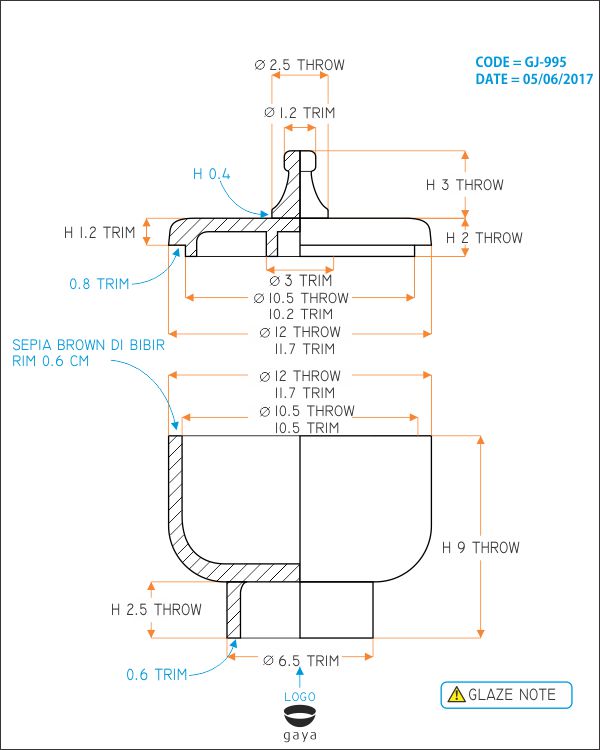 CODE = GJ-995
DATE = 05/06/2017
Ø 2.5 THROW
Ø 1.2 TRIM
H 0.4
H 3 THROW
H 1.2 TRIM
H 2 THROW
0.8 TRIM
Ø 3 TRIM
Ø 10.5 THROW
10.2 TRIM
Ø 12 THROW
11.7 TRIM
SEPIA BROWN DI BIBIR
RIM 0.6 CM
Ø 12 THROW
11.7 TRIM
Ø 10.5 THROW
10.5 TRIM
H 9 THROW
H 2.5 THROW
Ø 6.5 TRIM
0.6 TRIM
LOGO
gaya
GLAZE NOTE